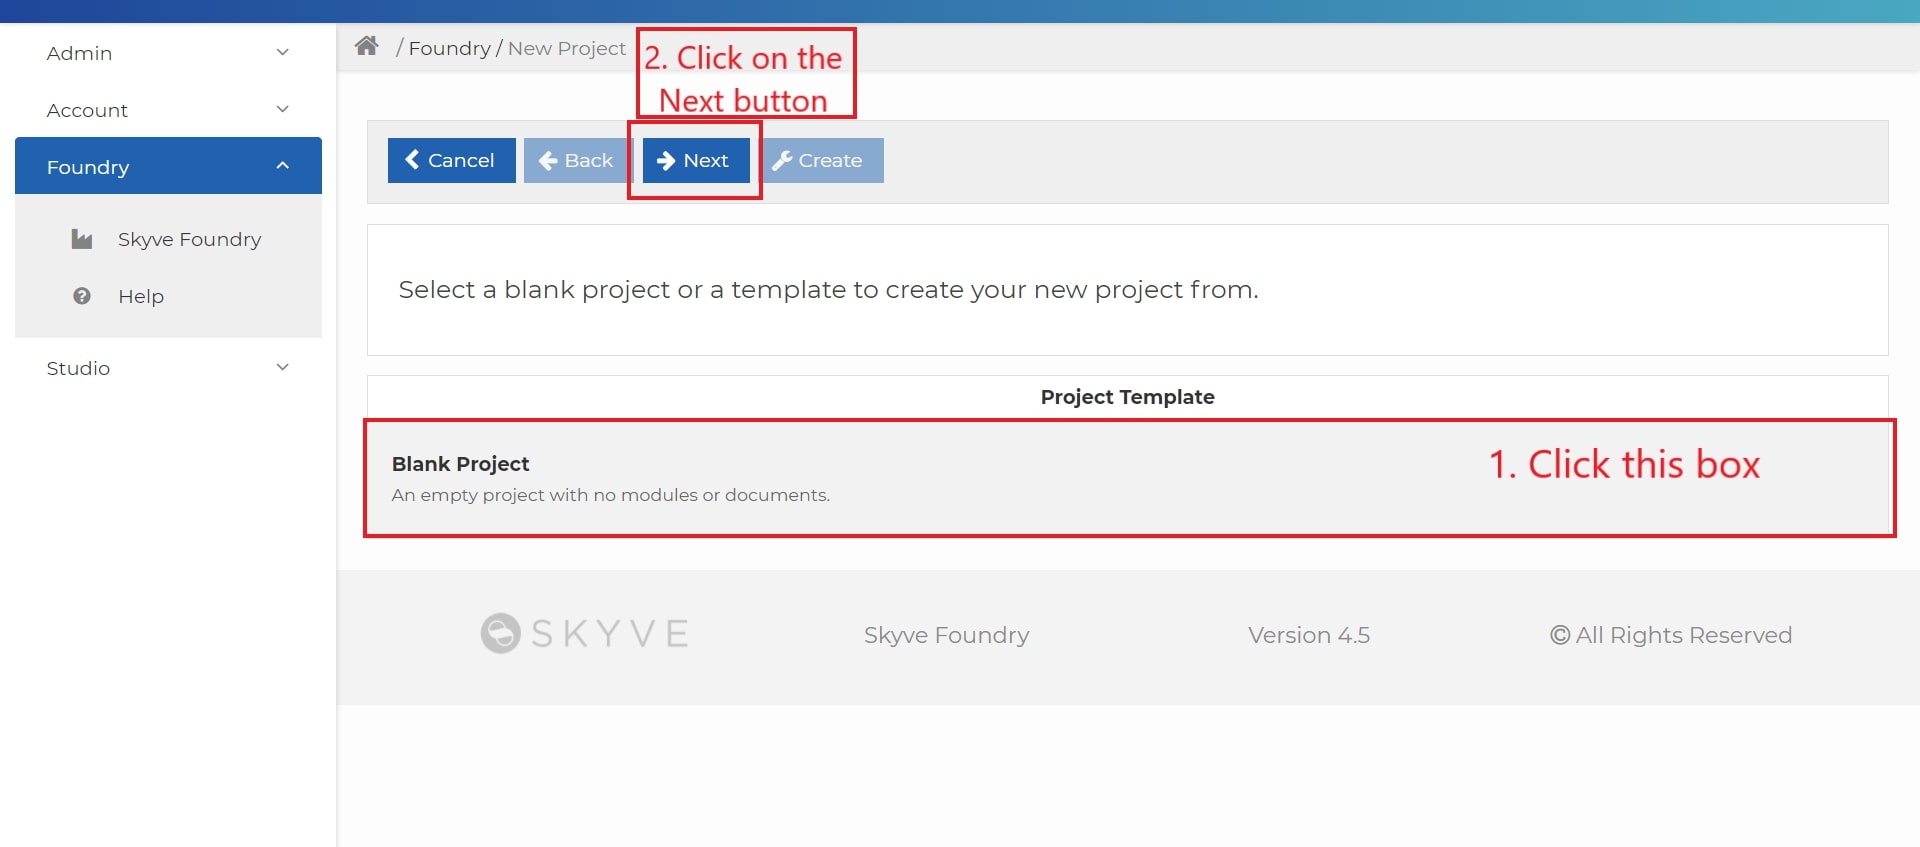 Admin
Account
Foundry
Skyve Foundry
Help
Studio
/ Foundry / New Project
2. Click on the
Next button
Cancel Back Next Create
Select a blank project or a template to create your new project from.
Project Template
Blank Project
An empty project with no modules or documents.
1. Click this box
SKYVE Skyve Foundry Version 4.5 © All Rights Reserved